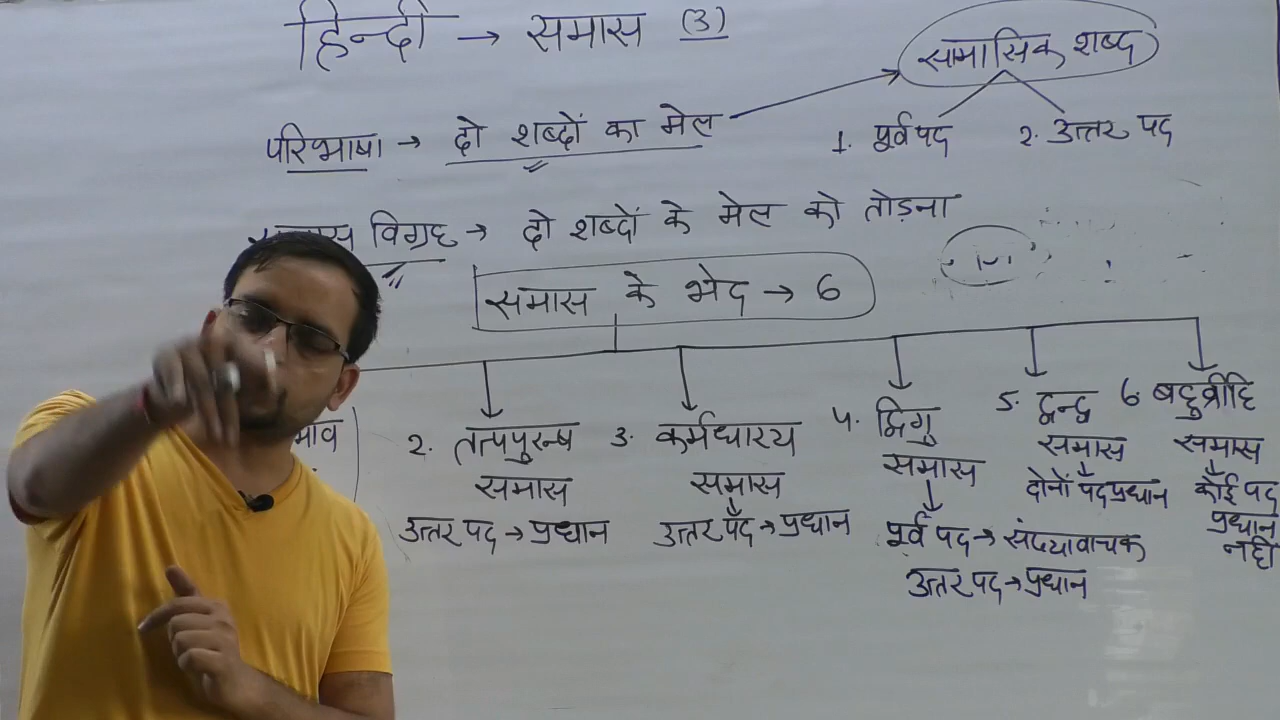 हिन्दी → समास (3)
सामासिक शब्द
परिभाषा → दो शब्दों का मेल
1. पूर्वपद
2. उत्तर पद
विग्रह → दो शब्दों के मेल को तोड़ना
समास के भेद → 6
2. तत्पपुरुष
समास
उत्तर पद → प्रधान
3. कर्मधारय
समास
उत्तर पद → प्रधान
4. द्विगु
समास
पूर्व पद → संख्यावाचक
उत्तर पद → प्रधान
5. द्वन्द्व
समास
दोनों पद प्रधान
6. बहुव्रीहि
समास
कोई पद
प्रधान
नही